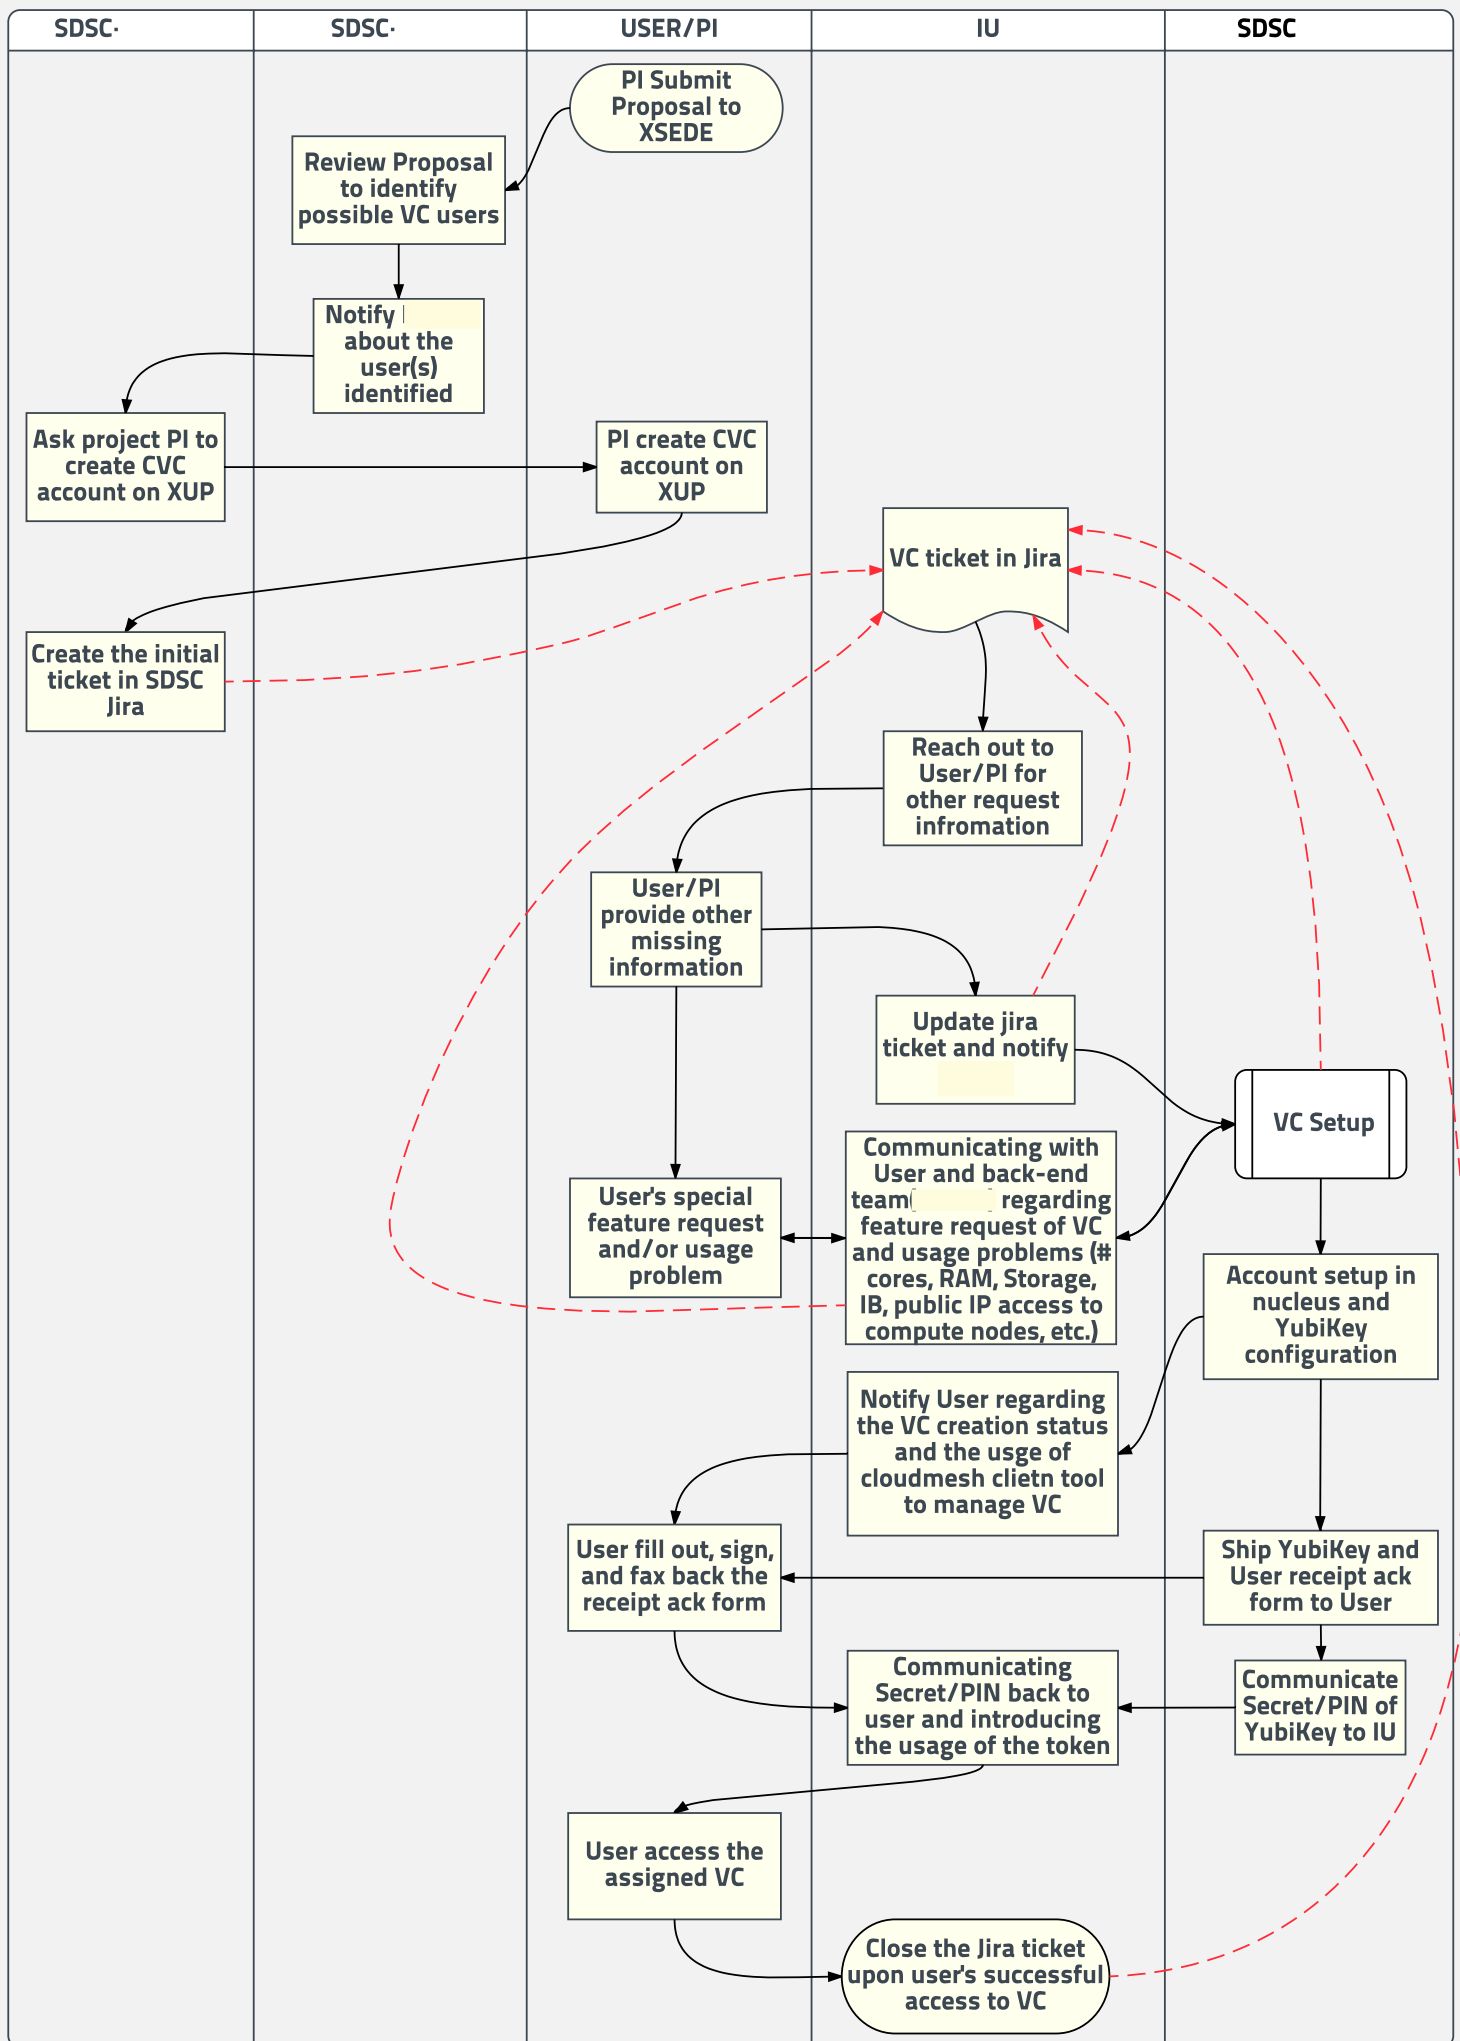 SDSC·
SDSC·
USER/PI
IU
SDSC
PI Submit
Proposal to
XSEDE
Review Proposal
to identify
possible VC users
Notify
about the
user(s)
identified
Ask project PI to
create CVC
account on XUP
PI create CVC
account on
XUP
VC ticket in Jira
Create the initial
ticket in SDSC
Jira
Reach out to
User/PI for
other request
infromation
User/PI
provide other
missing
information
Update jira
ticket and notify
VC Setup
Communicating with
User and back-end
team( regarding
feature request of VC
and usage problems (#
cores, RAM, Storage,
IB, public IP access to
compute nodes, etc.)
User's special
feature request
and/or usage
problem
Account setup in
nucleus and
YubiKey
configuration
Notify User regarding
the VC creation status
and the usge of
cloudmesh clietn tool
to manage VC
User fill out, sign,
and fax back the
receipt ack form
Ship YubiKey and
User receipt ack
form to User
Communicating
Secret/PIN back to
user and introducing
the usage of the token
Communicate
Secret/PIN of
YubiKey to IU
User access the
assigned VC
Close the Jira ticket
upon user's successful
access to VC